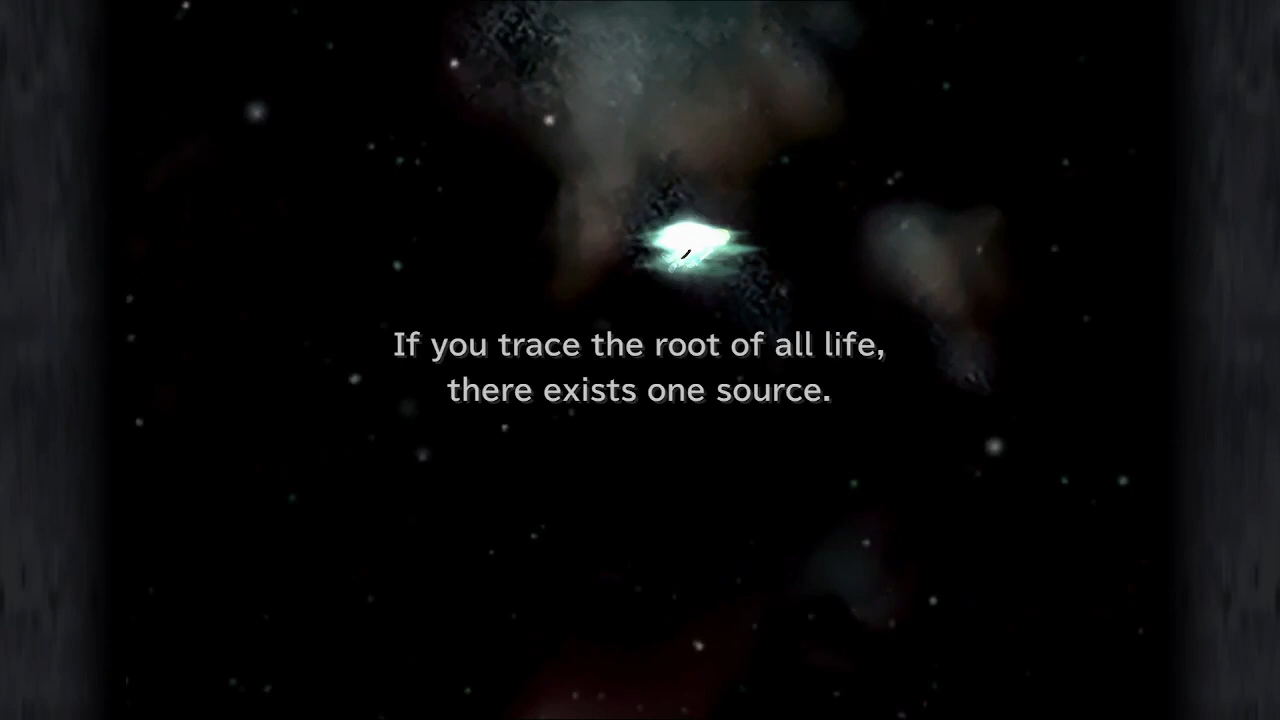 If you trace the root of all life,
there exists one source.